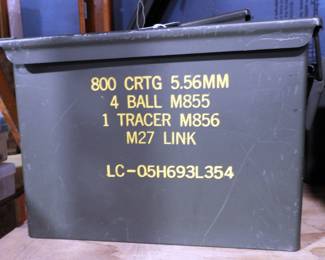 800 CRTG 5.56MM
4 BALL M855
1 TRACER M856
M27 LINK
LC-05H693L354